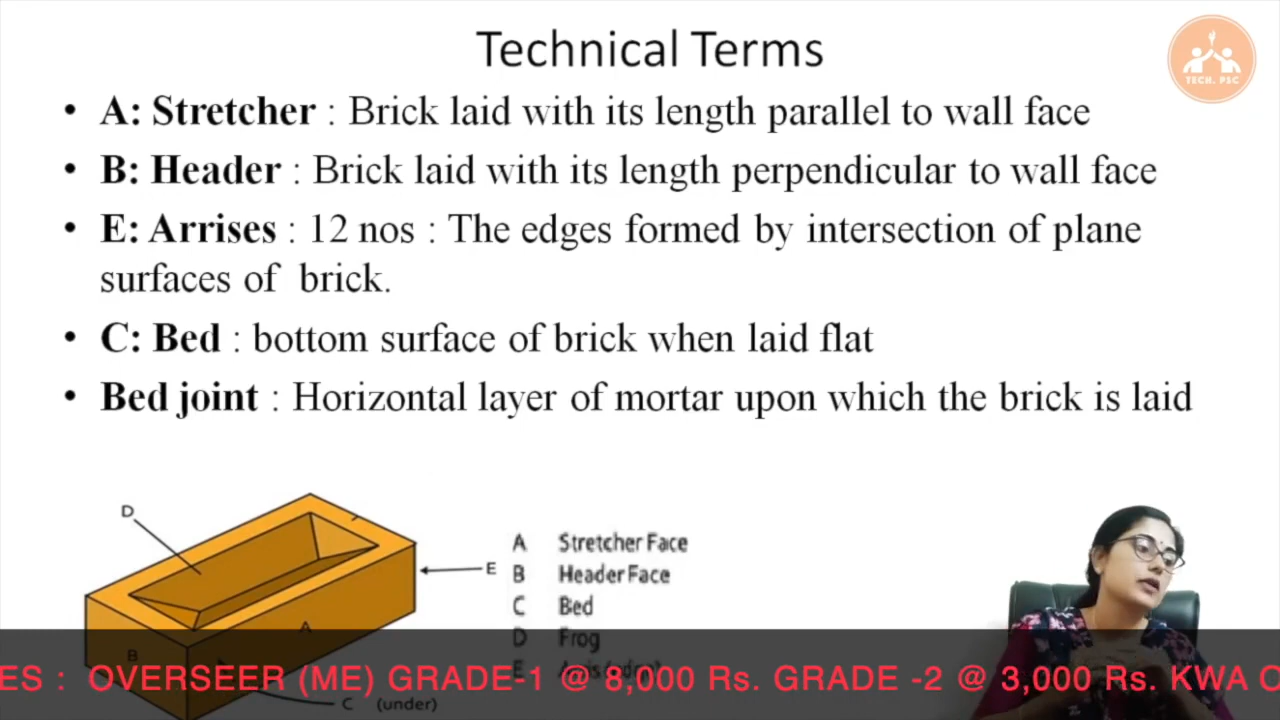 Technical Terms
TECH. PSC
• A: Stretcher : Brick laid with its length parallel to wall face
• B: Header : Brick laid with its length perpendicular to wall face
• E: Arrises : 12 nos : The edges formed by intersection of plane
surfaces of brick.
• C: Bed : bottom surface of brick when laid flat
• Bed joint : Horizontal layer of mortar upon which the brick is laid
D
E
A
B
C (under)
A Stretcher Face
B Header Face
C Bed
D Frog
E
ES : OVERSEER (ME) GRADE-1 @ 8,000 Rs. GRADE -2 @ 3,000 Rs. KWA O